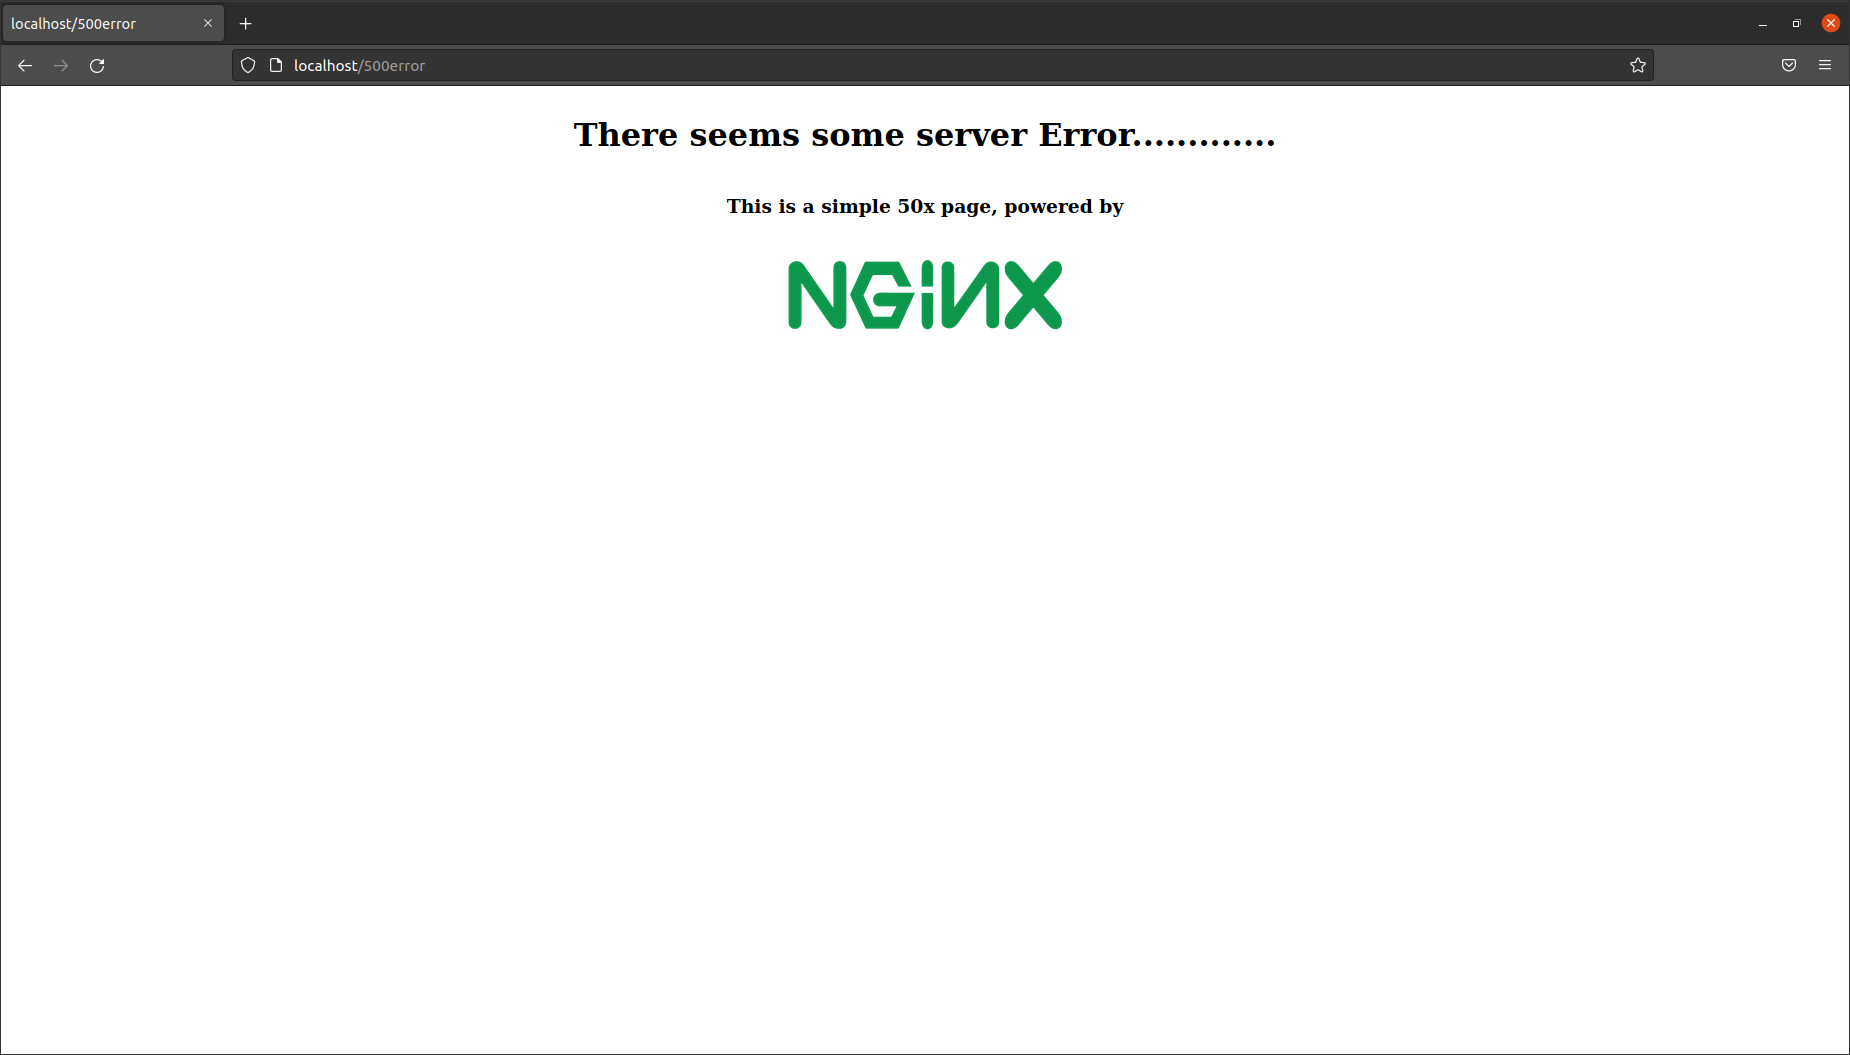 localhost/500error
localhost/500error
There seems some server Error.............
This is a simple 50x page, powered by
NGiNX